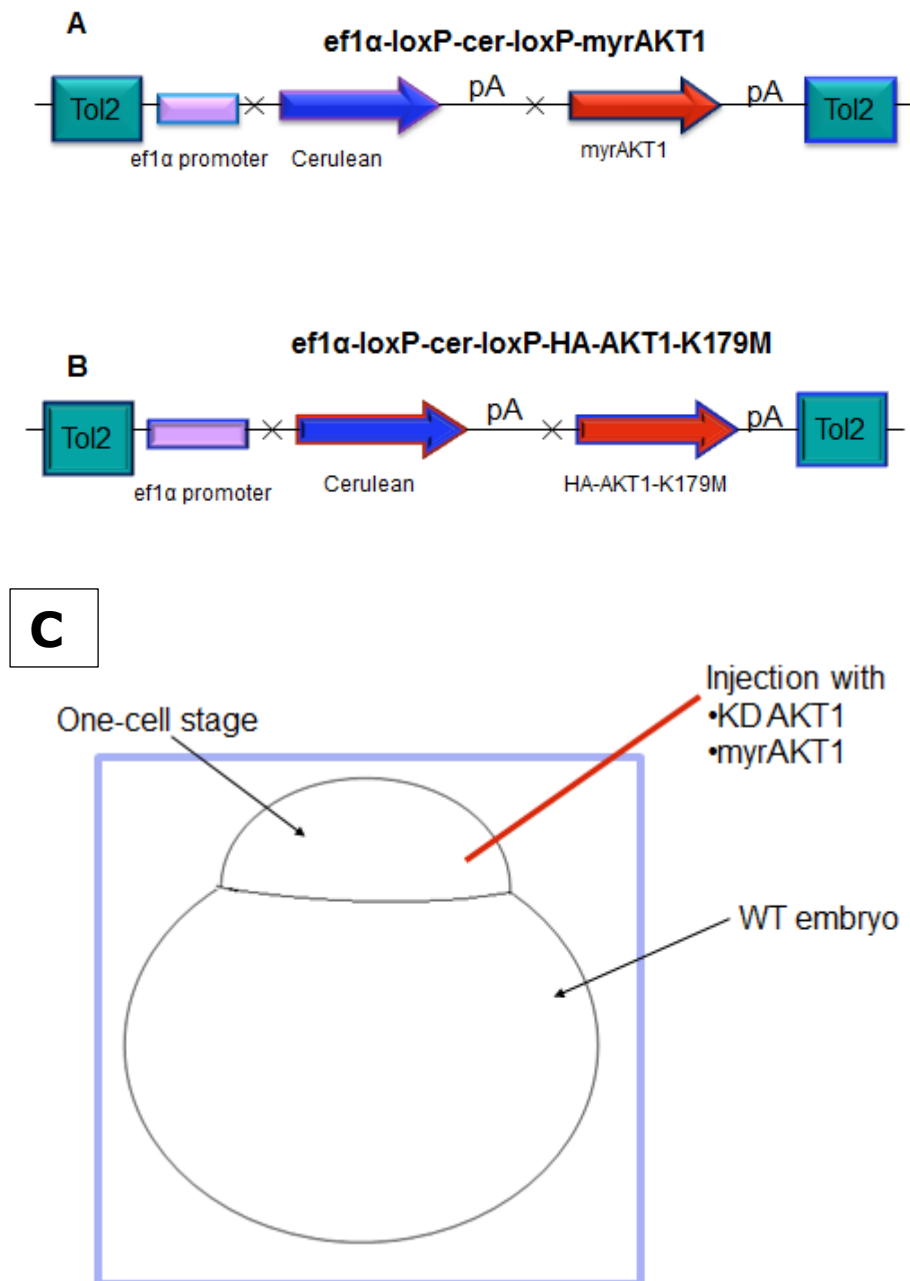 A
ef1α-loxP-cer-loxP-myrAKT1
Tol2
pA
pA
Tol2
ef1α promoter
Cerulean
myrAKT1
ef1α-loxP-cer-loxP-HA-AKT1-K179M
B
Tol2
pA
pA
Tol2
ef1α promoter
Cerulean
HA-AKT1-K179M
C
One-cell stage
Injection with
•KD AKT1
•myrAKT1
WT embryo